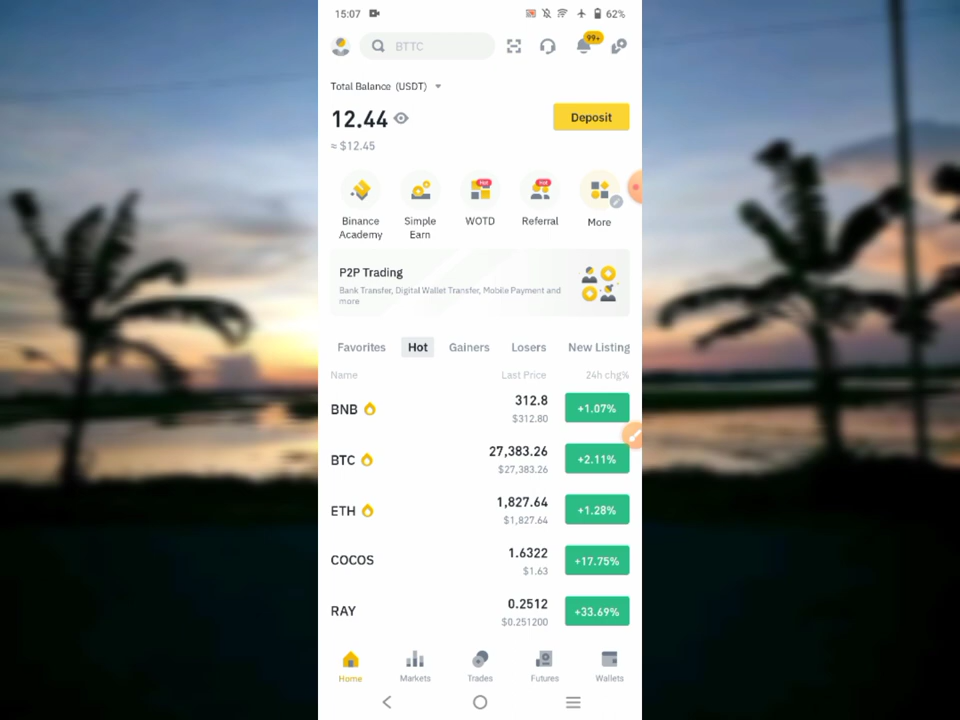 15:07 62%
BTTC 99+
Total Balance (USDT)
12.44 Deposit
≈ $12.45
Hot Hot
Binance Academy Simple Earn WOTD Referral More
P2P Trading
Bank Transfer, Digital Wallet Transfer, Mobile Payment and
more
Favorites Hot Gainers Losers New Listing
Name Last Price 24h chg%
BNB 312.8 +1.07%
$312.80
BTC 27,383.26 +2.11%
$27,383.26
ETH 1,827.64 +1.28%
$1,827.64
COCOS 1.6322 +17.75%
$1.63
RAY 0.2512 +33.69%
$0.251200
Home Markets Trades Futures Wallets